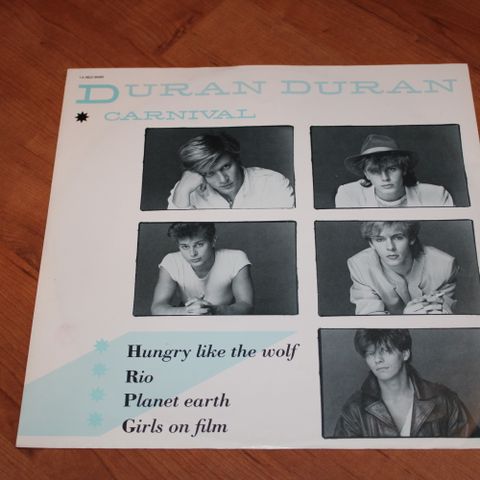 DURAN DURAN
CARNIVAL
Hungry like the wolf
Rio
Planet earth
Girls on film